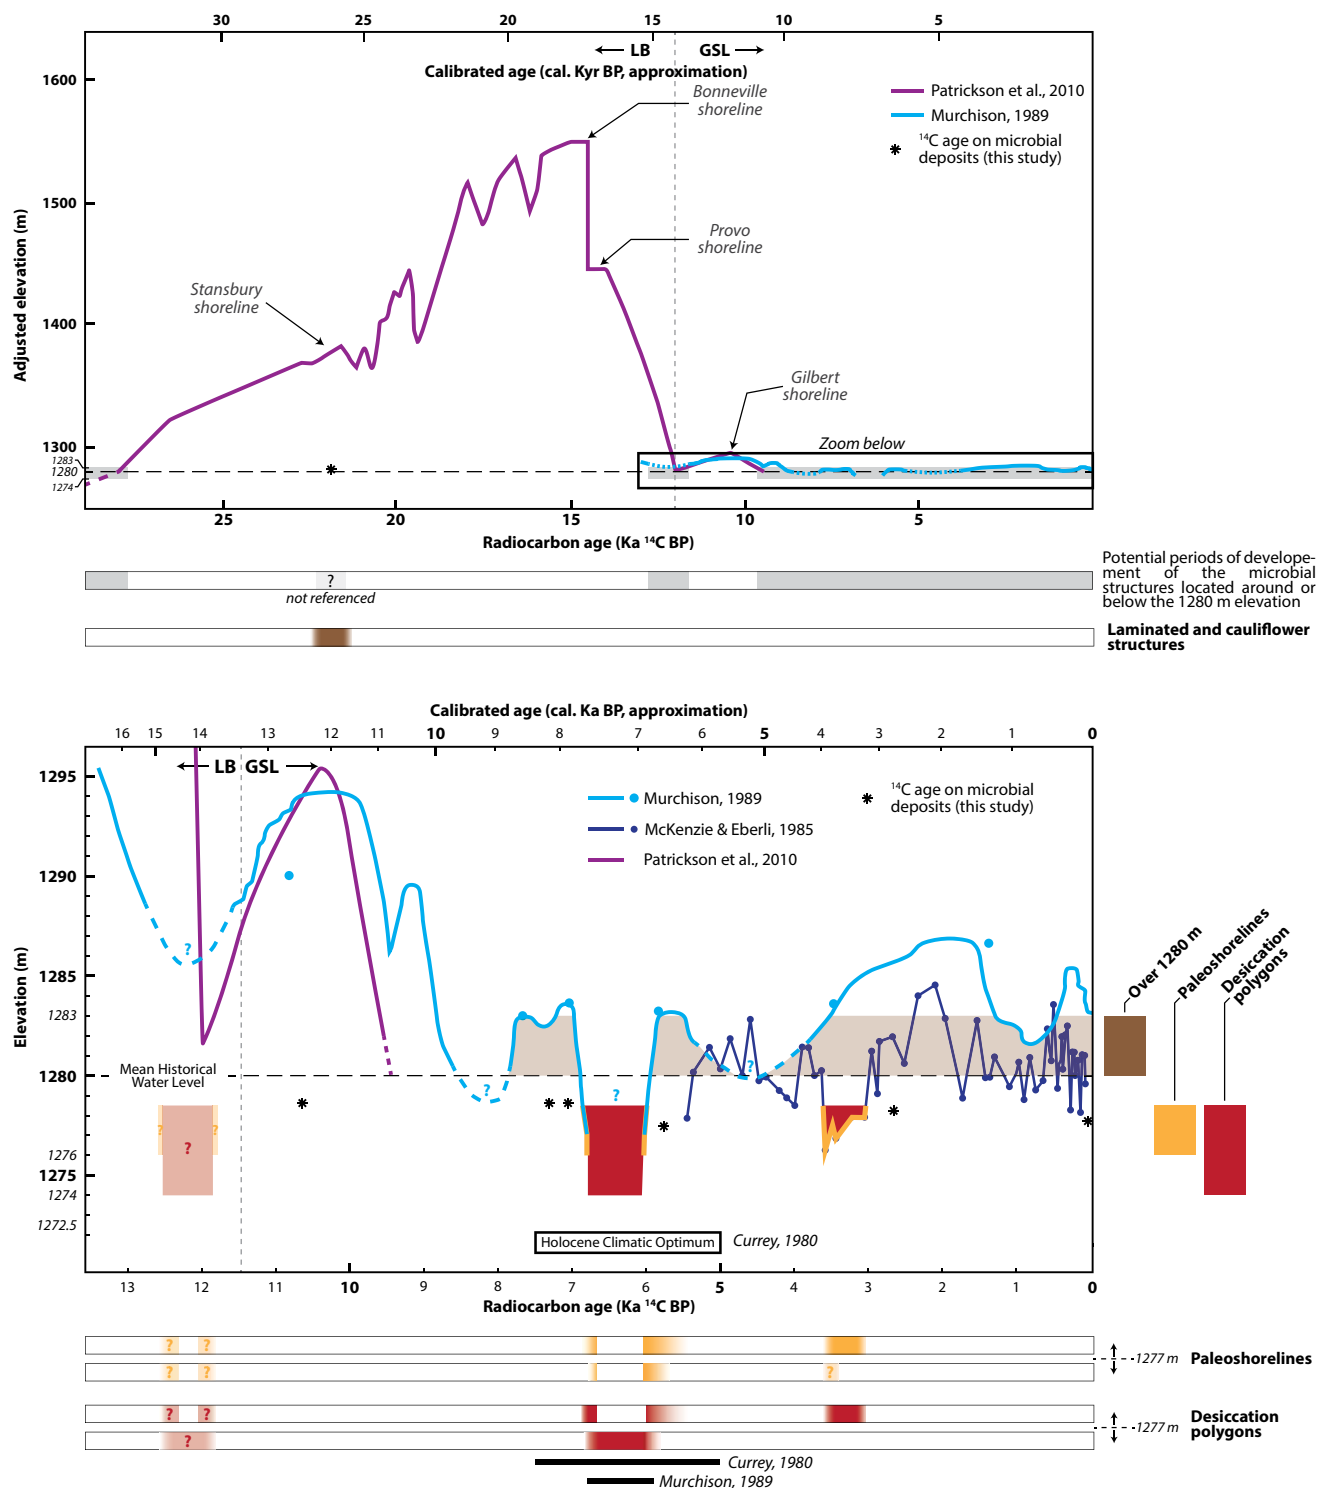 30 25 20 15 10 5
LB GSL
Calibrated age (cal. Kyr BP, approximation)
Bonneville
shoreline
Patrickson et al., 2010
Murchison, 1989
14C age on microbial
deposits (this study)
1600
1500
1400
1300
1283
1280
1274
Adjusted elevation (m)
Provo
shoreline
Stansbury
shoreline
Gilbert
shoreline
Zoom below
25 20 15 10 5
Radiocarbon age (Ka 14C BP)
?
not referenced
Potential periods of develope-
ment of the microbial
structures located around or
below the 1280 m elevation
Laminated and cauliflower
structures
Calibrated age (cal. Ka BP, approximation)
16 15 14 13 12 11 10 9 8 7 6 5 4 3 2 1 0
LB GSL
Murchison, 1989
McKenzie & Eberli, 1985
Patrickson et al., 2010
14C age on microbial
deposits (this study)
1295
1290
1285
1283
1280
1276
1275
1274
1272.5
Elevation (m)
?
?
?
?
Mean Historical
Water Level
? ? ?
Over 1280 m
Paleoshorelines
Desiccation
polygons
Holocene Climatic Optimum
Currey, 1980
13 12 11 10 9 8 7 6 5 4 3 2 1 0
Radiocarbon age (Ka 14C BP)
? ?
? ? ?
1277 m
Paleoshorelines
? ?
?
1277 m
Desiccation
polygons
Currey, 1980
Murchison, 1989